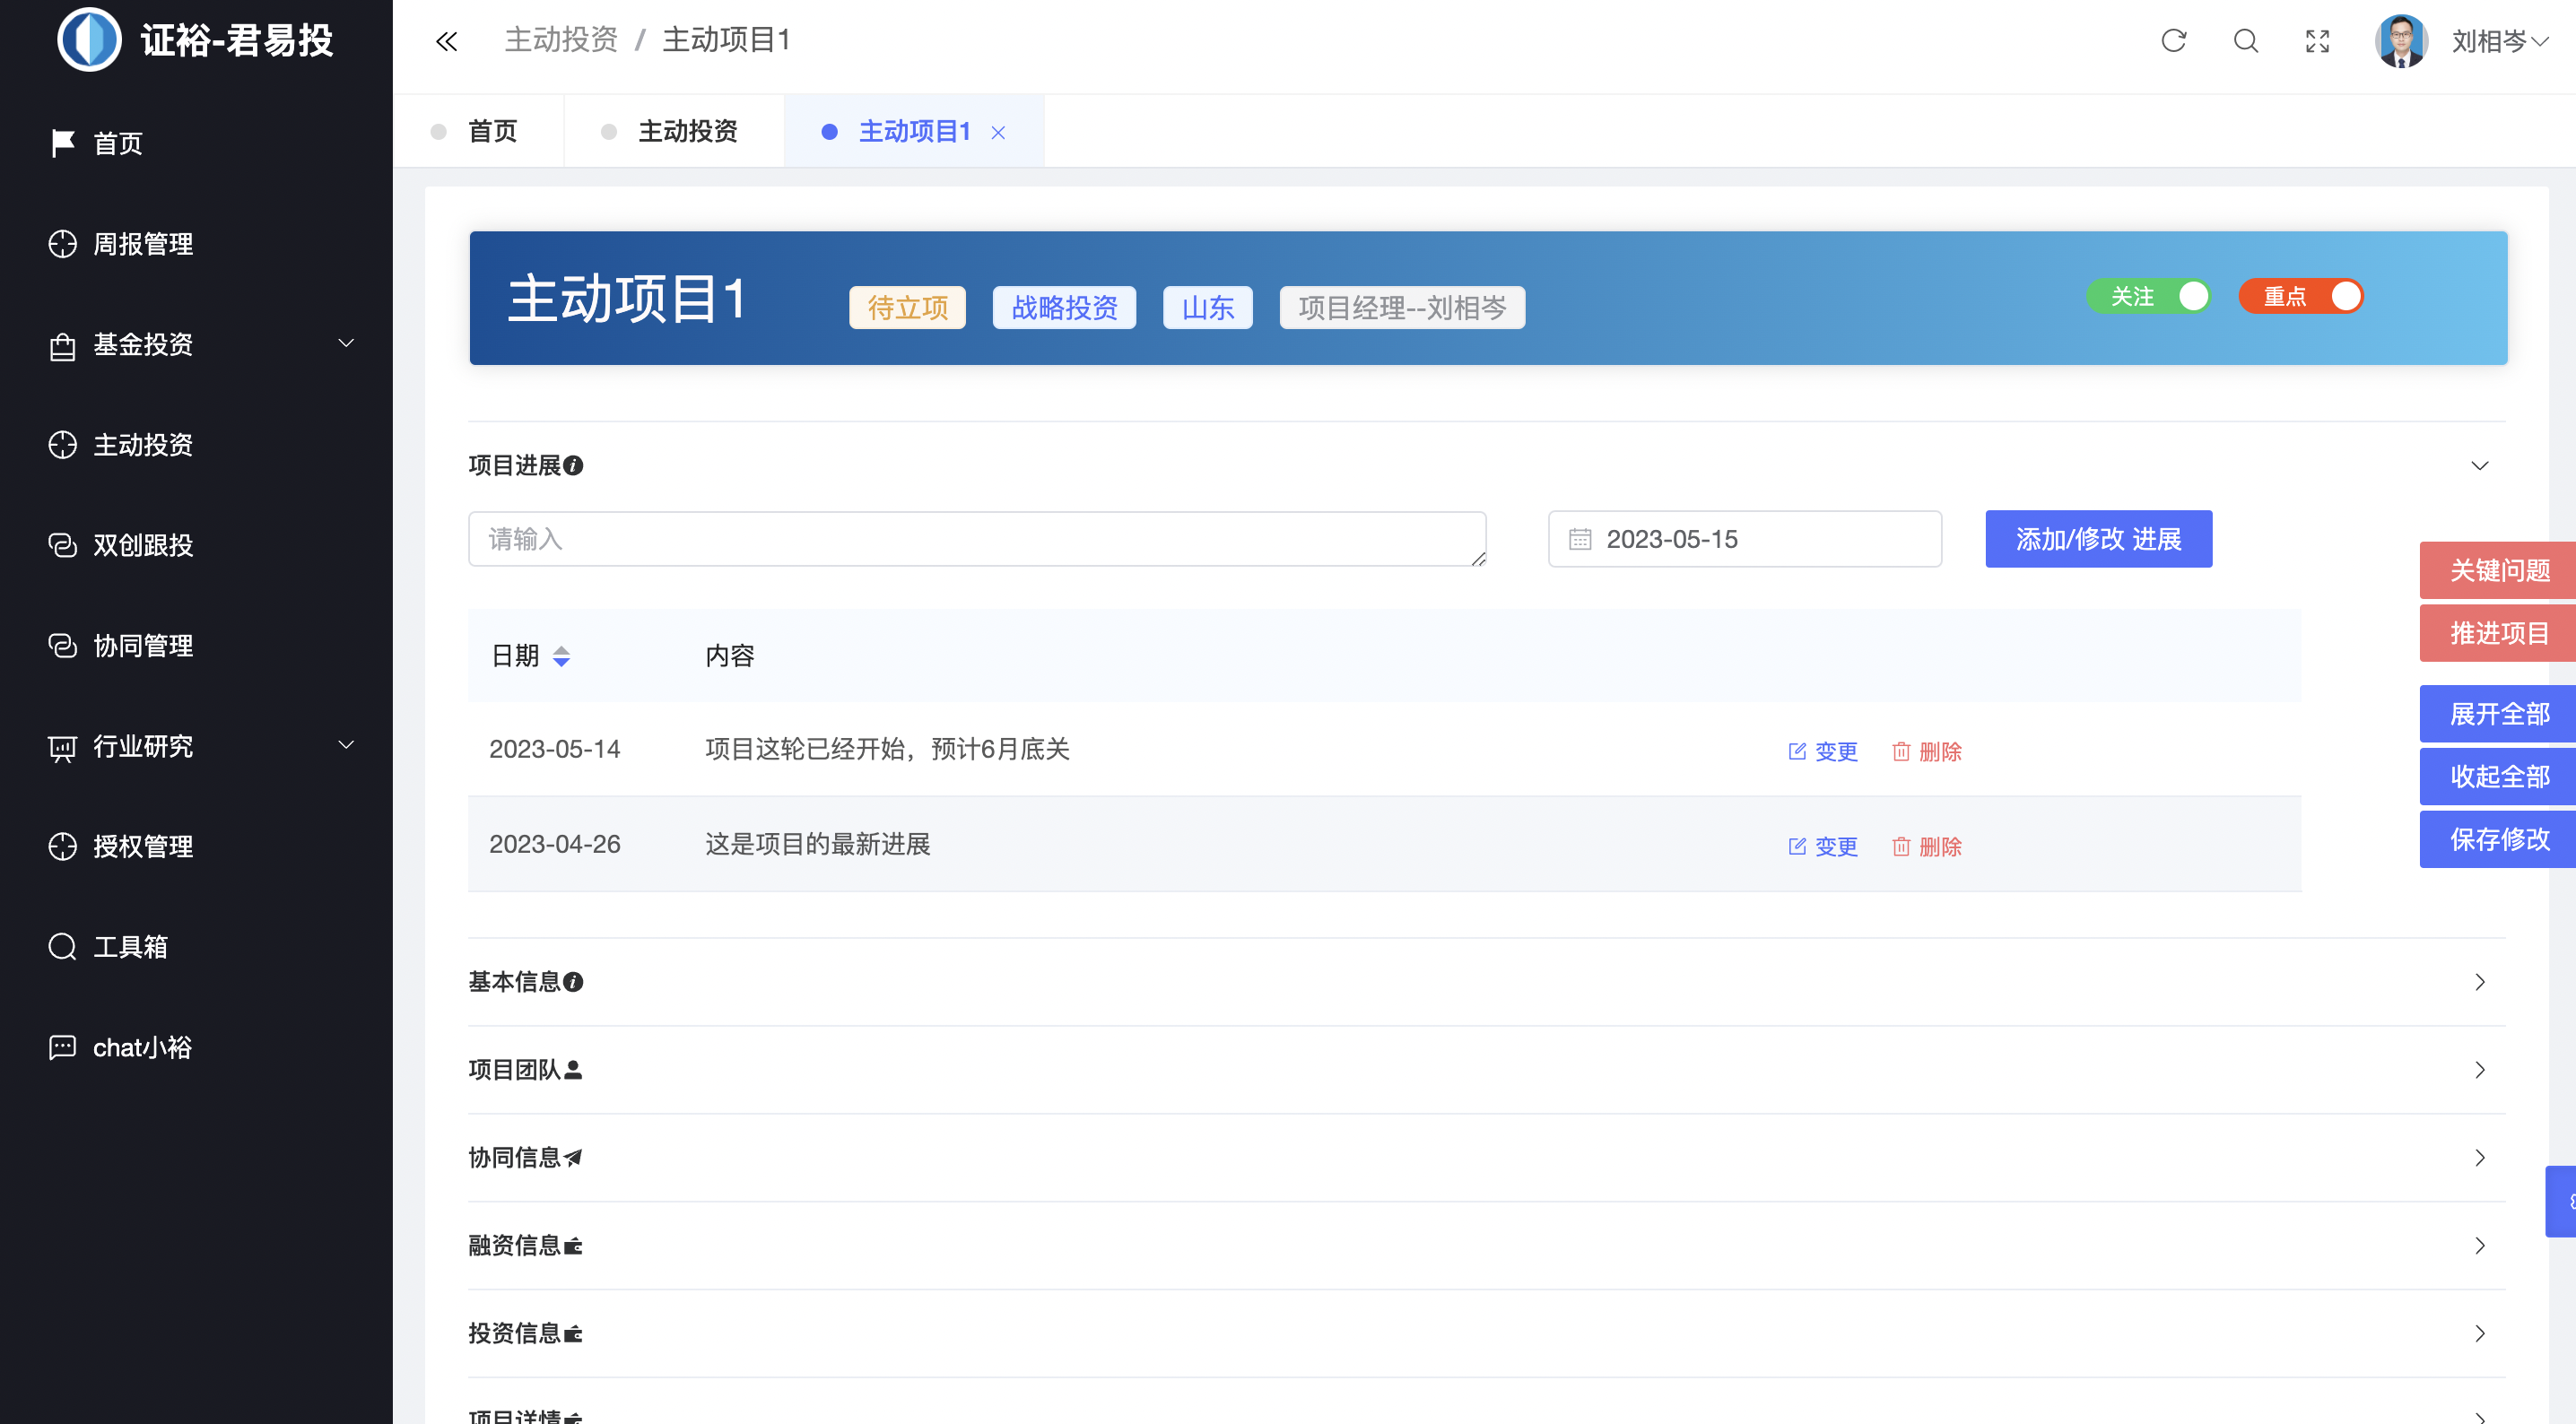 证裕-君易投
首页
周报管理
基金投资
主动投资
双创跟投
协同管理
行业研究
授权管理
工具箱
chat小裕
主动投资 / 主动项目1
刘相岑
首页
主动投资
主动项目1
主动项目1
待立项
战略投资
山东
项目经理--刘相岑
关注
重点
项目进展
请输入
2023-05-15
添加/修改 进展
日期
内容
2023-05-14
项目这轮已经开始，预计6月底关
变更
删除
2023-04-26
这是项目的最新进展
变更
删除
关键问题
推进项目
展开全部
收起全部
保存修改
基本信息
项目团队
协同信息
融资信息
投资信息
项目详情